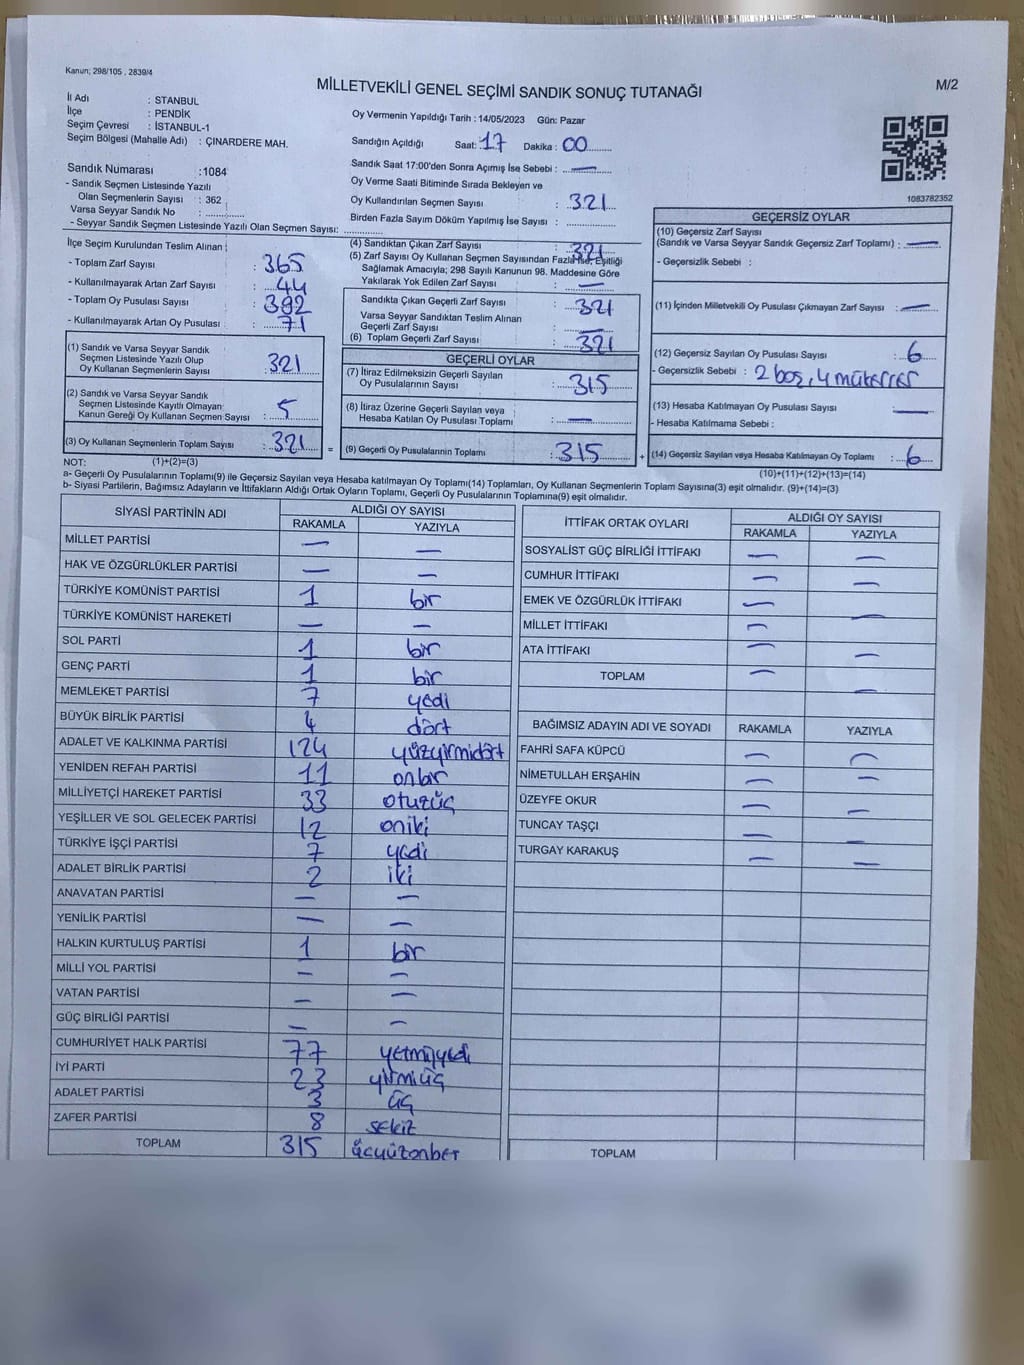 Kanun; 298/105 , 2839/4
MİLLETVEKİLİ GENEL SEÇİMİ SANDIK SONUÇ TUTANAĞI
M/2
İl Adı : STANBUL
İlçe : PENDİK
Seçim Çevresi : İSTANBUL-1
Seçim Bölgesi (Mahalle Adı) : ÇINARDERE MAH.
Oy Vermenin Yapıldığı Tarih : 14/05/2023 Gün: Pazar
Sandığın Açıldığı Saat: 17 Dakika : 00
Sandık Saat 17:00'den Sonra Açımış İse Sebebi : —
Oy Verme Saati Bitiminde Sırada Bekleyen ve
Oy Kullandırılan Seçmen Sayısı : 321
Birden Fazla Sayım Döküm Yapılmış İse Sayısı :
1083782352
Sandık Numarası :1084
- Sandık Seçmen Listesinde Yazılı
Olan Seçmenlerin Sayısı : 362
Varsa Seyyar Sandık No :
- Seyyar Sandık Seçmen Listesinde Yazılı Olan Seçmen Sayısı:
İlçe Seçim Kurulundan Teslim Alınan ;
- Toplam Zarf Sayısı : 365
- Kullanılmayarak Artan Zarf Sayısı : 44
- Toplam Oy Pusulası Sayısı : 392
- Kullanılmayarak Artan Oy Pusulası : 71
(4) Sandıktan Çıkan Zarf Sayısı : 321
(5) Zarf Sayısı Oy Kullanan Seçmen Sayısından Fazla İse, Eşitliği
Sağlamak Amacıyla; 298 Sayılı Kanunun 98. Maddesine Göre
Yakılarak Yok Edilen Zarf Sayısı : —
Sandıkta Çıkan Geçerli Zarf Sayısı : 321
Varsa Seyyar Sandıktan Teslim Alınan
Geçerli Zarf Sayısı : —
(6) Toplam Geçerli Zarf Sayısı : 321
GEÇERSİZ OYLAR
(10) Geçersiz Zarf Sayısı
(Sandık ve Varsa Seyyar Sandık Geçersiz Zarf Toplamı) : —
- Geçersizlik Sebebi :
(11) İçinden Milletvekili Oy Pusulası Çıkmayan Zarf Sayısı : —
(12) Geçersiz Sayılan Oy Pusulası Sayısı : 6
- Geçersizlik Sebebi : 2 boş, 4 mükerrer
(13) Hesaba Katılmayan Oy Pusulası Sayısı : —
- Hesaba Katılmama Sebebi :
(14) Geçersiz Sayılan veya Hesaba Katılmayan Oy Toplamı : 6
(1) Sandık ve Varsa Seyyar Sandık
Seçmen Listesinde Yazılı Olup
Oy Kullanan Seçmenlerin Sayısı : 321
(2) Sandık ve Varsa Seyyar Sandık
Seçmen Listesinde Kayıtlı Olmayan
Kanun Gereği Oy Kullanan Seçmen Sayısı : 5
(3) Oy Kullanan Seçmenlerin Toplam Sayısı : 321 =
GEÇERLİ OYLAR
(7) İtiraz Edilmeksizin Geçerli Sayılan
Oy Pusulalarının Sayısı : 315
(8) İtiraz Üzerine Geçerli Sayılan veya
Hesaba Katılan Oy Pusulası Toplamı : —
(9) Geçerli Oy Pusulalarının Toplamı : 315 +
NOT: (1)+(2)=(3)
(10)+(11)+(12)+(13)=(14)
a- Geçerli Oy Pusulalarının Toplamı(9) ile Geçersiz Sayılan veya Hesaba katılmayan Oy Toplamı(14) Toplamları, Oy Kullanan Seçmenlerin Toplam Sayısına(3) eşit olmalıdır. (9)+(14)=(3)
b- Siyasi Partilerin, Bağımsız Adayların ve İttifakların Aldığı Ortak Oyların Toplamı, Geçerli Oy Pusulalarının Toplamına(9) eşit olmalıdır.
SİYASİ PARTİNİN ADI ALDIĞI OY SAYISI
RAKAMLA YAZIYLA
MİLLET PARTİSİ — —
HAK VE ÖZGÜRLÜKLER PARTİSİ — —
TÜRKİYE KOMÜNİST PARTİSİ 1 bir
TÜRKİYE KOMÜNİST HAREKETİ — —
SOL PARTİ 1 bir
GENÇ PARTİ 1 bir
MEMLEKET PARTİSİ 7 yedi
BÜYÜK BİRLİK PARTİSİ 4 dört
ADALET VE KALKINMA PARTİSİ 124 yüzyirmidört
YENİDEN REFAH PARTİSİ 11 onbir
MİLLİYETÇİ HAREKET PARTİSİ 33 otuzüç
YEŞİLLER VE SOL GELECEK PARTİSİ 12 oniki
TÜRKİYE İŞÇİ PARTİSİ 7 yedi
ADALET BİRLİK PARTİSİ 2 iki
ANAVATAN PARTİSİ — —
YENİLİK PARTİSİ — —
HALKIN KURTULUŞ PARTİSİ 1 bir
MİLLİ YOL PARTİSİ — —
VATAN PARTİSİ — —
GÜÇ BİRLİĞİ PARTİSİ — —
CUMHURİYET HALK PARTİSİ 77 yetmişyedi
İYİ PARTİ 23 yirmiüç
ADALET PARTİSİ 3 üç
ZAFER PARTİSİ 8 sekiz
TOPLAM 315 üçyüzonbeş
İTTİFAK ORTAK OYLARI ALDIĞI OY SAYISI
RAKAMLA YAZIYLA
SOSYALİST GÜÇ BİRLİĞİ İTTİFAKI — —
CUMHUR İTTİFAKI — —
EMEK VE ÖZGÜRLÜK İTTİFAKI — —
MİLLET İTTİFAKI —
ATA İTTİFAKI — —
TOPLAM — —
BAĞIMSIZ ADAYIN ADI VE SOYADI RAKAMLA YAZIYLA
FAHRİ SAFA KÜPCÜ — —
NİMETULLAH ERŞAHİN — —
ÜZEYFE OKUR — —
TUNCAY TAŞÇI — —
TURGAY KARAKUŞ — —
TOPLAM